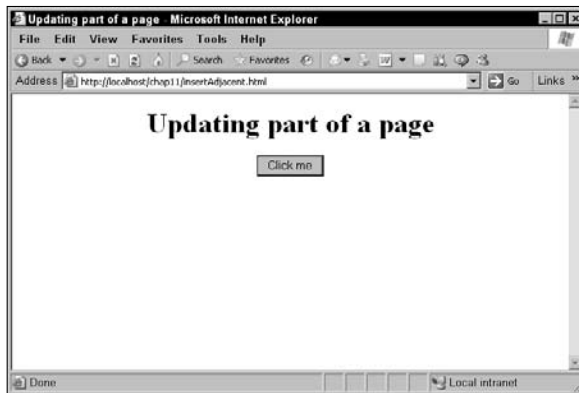 Updating part of a page - Microsoft Internet Explorer
File Edit View Favorites Tools Help
Back Search Favorites
Address http://localhost/chap11/insertAdjacent.html Go Links »
Updating part of a page
Click me
Done Local intranet